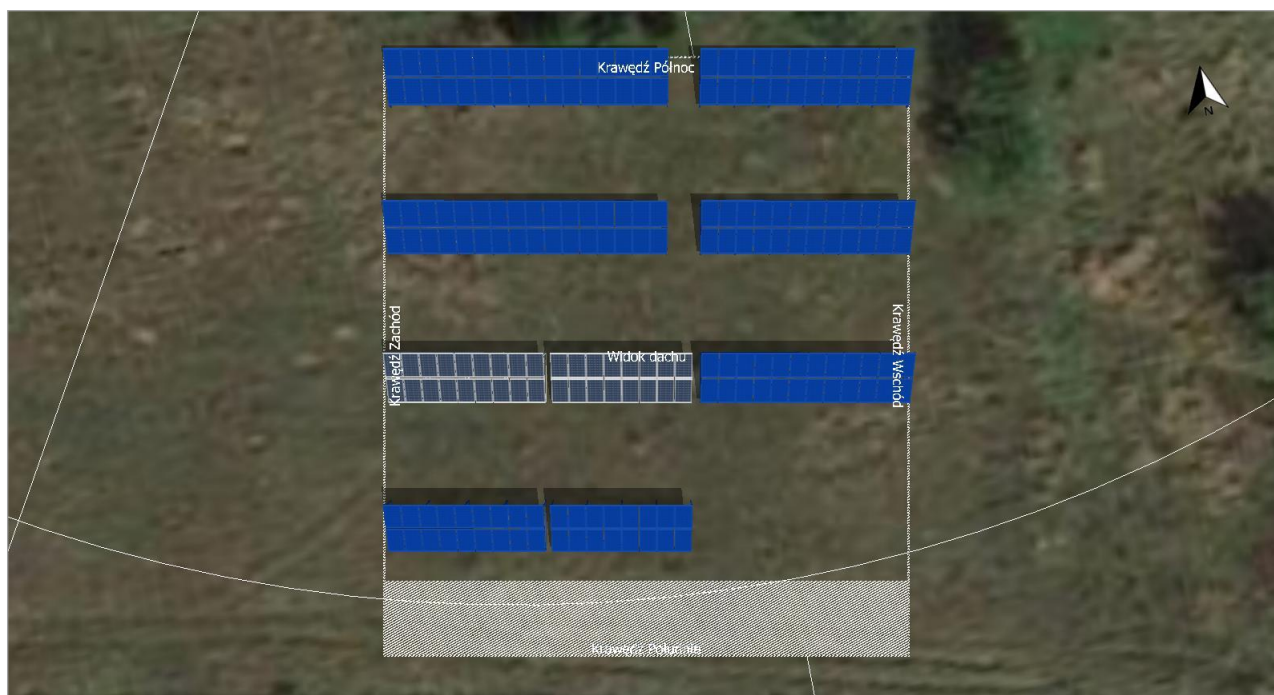 Krawędź Północ
N
Krawędź Zachód
Krawędź Wschód
Widok dachu
Krawędź Południe